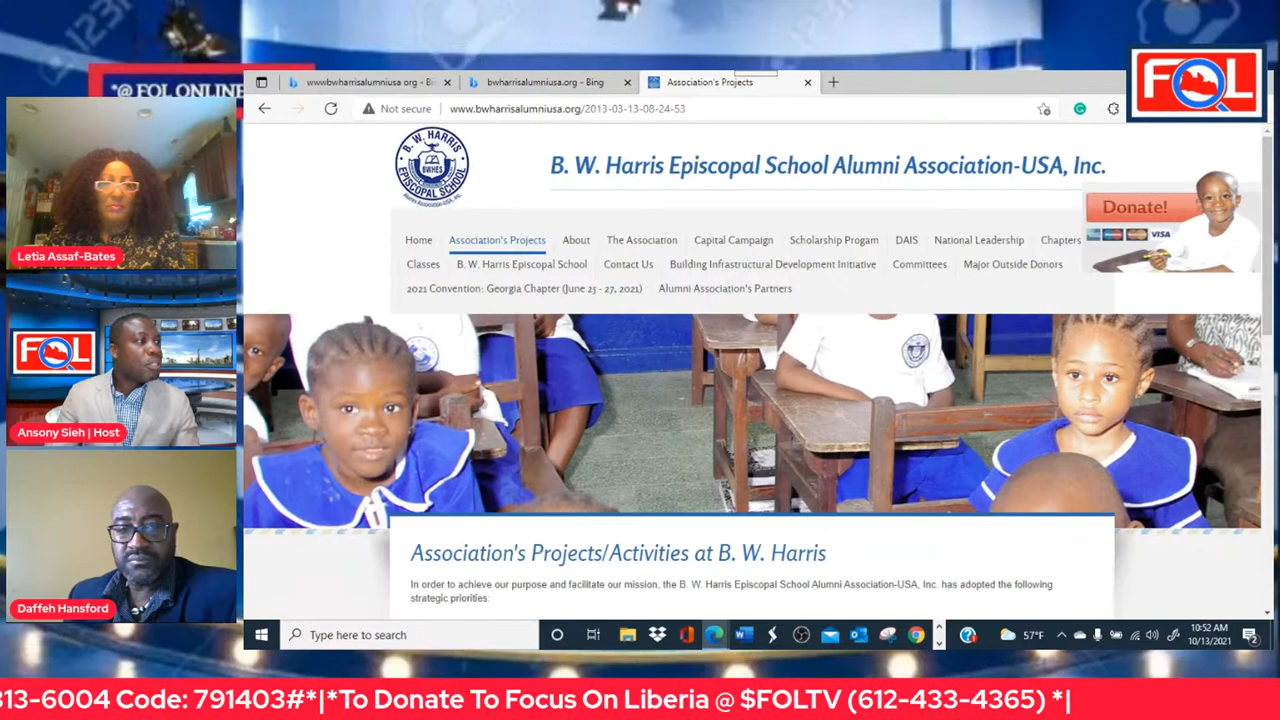 *@ FOL ONLINE
FOL
Letia Assaf-Bates
FOL
Ansony Sieh | Host
Daffeh Hansford
bwharrisalumniusa.org - Bing
Association's Projects
Not secure
www.bwharrisalumniusa.org/2013-03-13-08-24-53
B. W. HARRIS
EPISCOPAL SCHOOL
BWHES
B. W. Harris Episcopal School Alumni Association-USA, Inc.
Donate!
VISA
Home Association's Projects About The Association Capital Campaign Scholarship Progam DAIS National Leadership Chapters
Classes B. W. Harris Episcopal School Contact Us Building Infrastructural Development Initiative Committees Major Outside Donors
2021 Convention: Georgia Chapter (June 25 - 27, 2021) Alumni Association's Partners
Association's Projects/Activities at B. W. Harris
In order to achieve our purpose and facilitate our mission, the B. W. Harris Episcopal School Alumni Association-USA, Inc. has adopted the following
strategic priorities:
Type here to search
57°F
10:52 AM
10/13/2021
313-6004 Code: 791403#*|*To Donate To Focus On Liberia @ $FOLTV (612-433-4365) *|